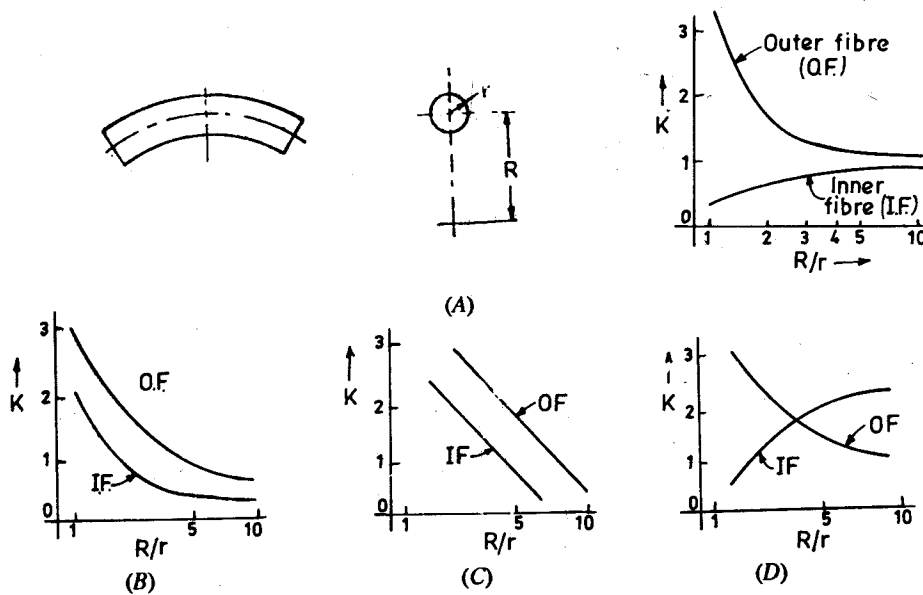 r
R
3
2
1
0
K
Outer fibre
(O.F.)
Inner
fibre (I.F.)
1 2 3 4 5 10
R/r
(A)
3
2
1
0
K
O.F.
I.F.
1 5 10
R/r
(B)
3
2
1
0
K
OF
IF
1 5 10
R/r
(C)
3
2
1
0
K
OF
IF
1 5 10
R/r
(D)